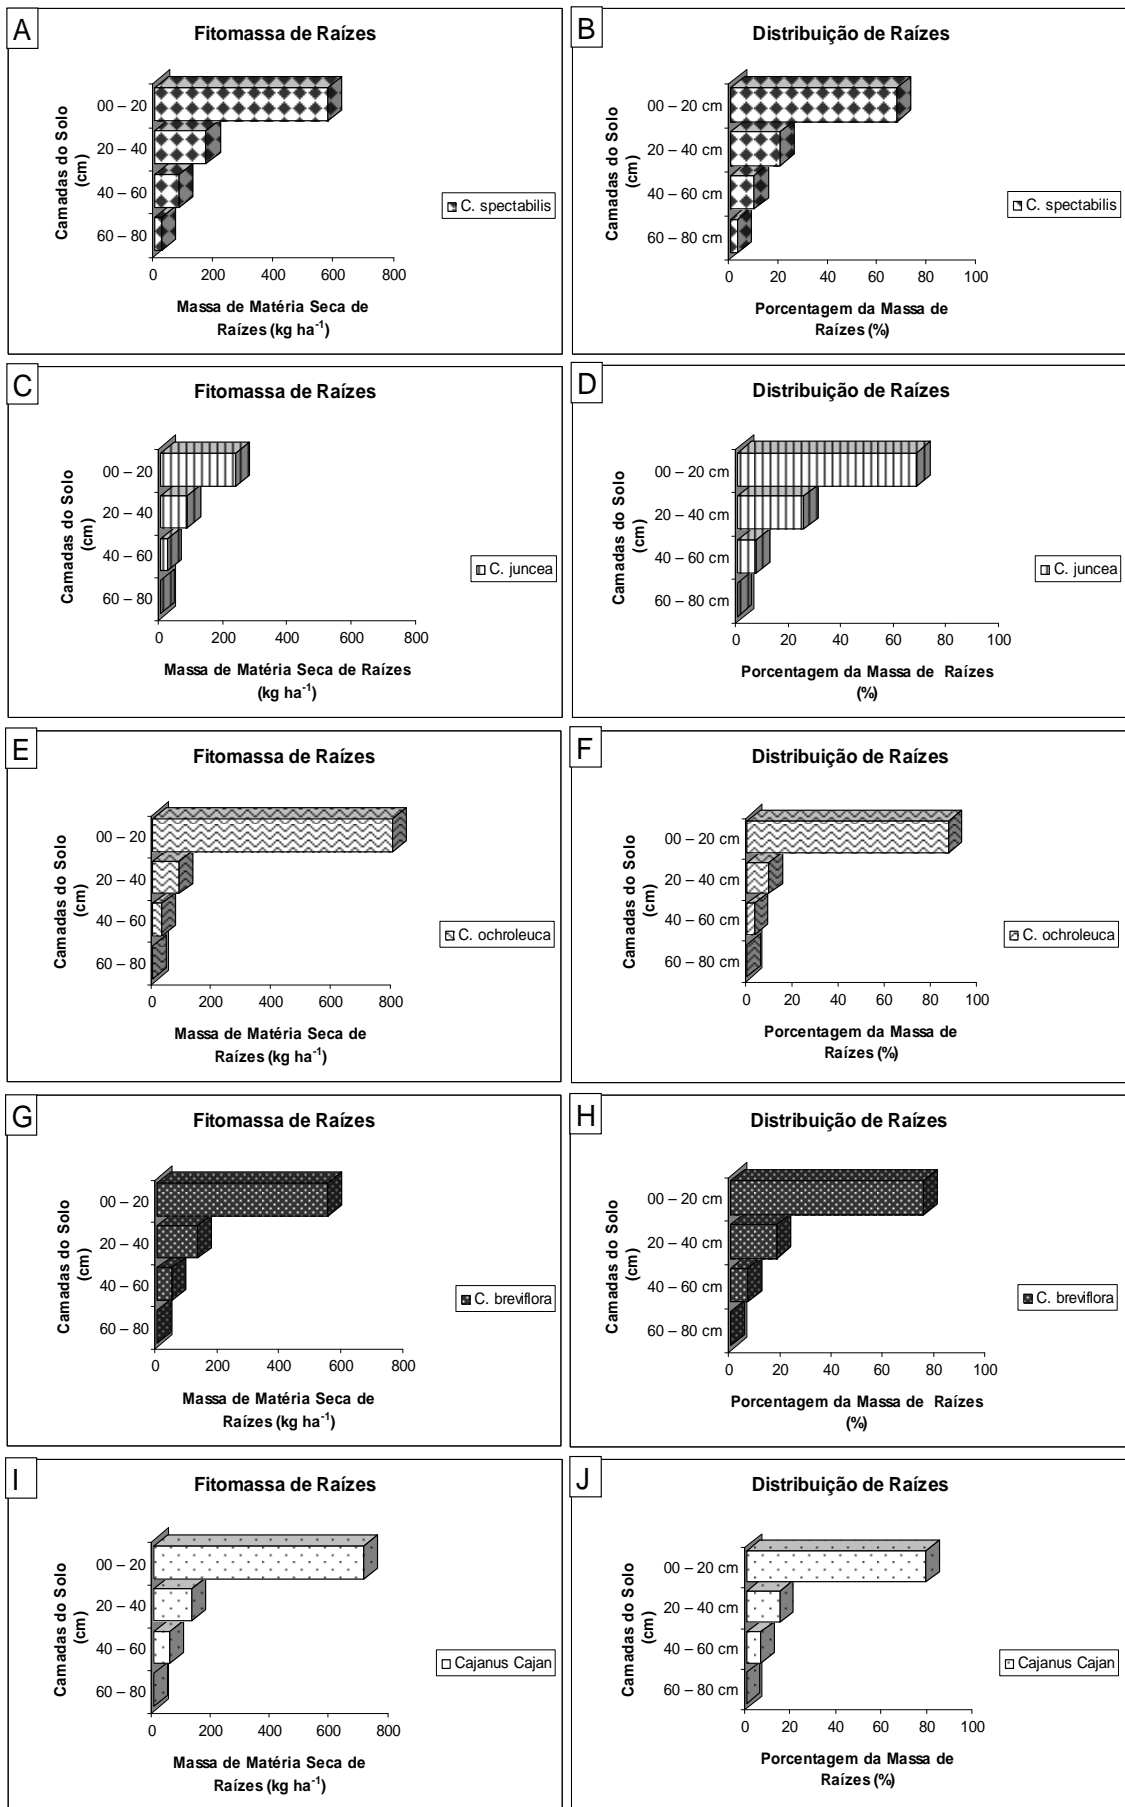 A
Fitomassa de Raízes
Camadas do Solo
(cm)
00 – 20
20 – 40
40 – 60
60 – 80
0 200 400 600 800
Massa de Matéria Seca de
Raízes (kg ha⁻¹)
C. spectabilis
B
Distribuição de Raízes
Camadas do Solo
(cm)
00 – 20 cm
20 – 40 cm
40 – 60 cm
60 – 80 cm
0 20 40 60 80 100
Porcentagem da Massa de
Raízes (%)
C. spectabilis
C
Fitomassa de Raízes
Camadas do Solo
(cm)
00 – 20
20 – 40
40 – 60
60 – 80
0 200 400 600 800
Massa de Matéria Seca de Raízes
(kg ha⁻¹)
C. juncea
D
Distribuição de Raízes
Camadas do Solo
(cm)
00 – 20 cm
20 – 40 cm
40 – 60 cm
60 – 80 cm
0 20 40 60 80 100
Porcentagem da Massa de Raízes
(%)
C. juncea
E
Fitomassa de Raízes
Camadas do Solo
(cm)
00 – 20
20 – 40
40 – 60
60 – 80
0 200 400 600 800
Massa de Matéria Seca de
Raízes (kg ha⁻¹)
C. ochroleuca
F
Distribuição de Raízes
Camadas do Solo
(cm)
00 – 20 cm
20 – 40 cm
40 – 60 cm
60 – 80 cm
0 20 40 60 80 100
Porcentagem da Massa de
Raízes (%)
C. ochroleuca
G
Fitomassa de Raízes
Camadas do Solo
(cm)
00 – 20
20 – 40
40 – 60
60 – 80
0 200 400 600 800
Massa de Matéria Seca de
Raízes (kg ha⁻¹)
C. breviflora
H
Distribuição de Raízes
Camadas do Solo
(cm)
00 – 20 cm
20 – 40 cm
40 – 60 cm
60 – 80 cm
0 20 40 60 80 100
Porcentagem da Massa de Raízes
(%)
C. breviflora
I
Fitomassa de Raízes
Camadas do Solo
(cm)
00 – 20
20 – 40
40 – 60
60 – 80
0 200 400 600 800
Massa de Matéria Seca de
Raízes (kg ha⁻¹)
Cajanus Cajan
J
Distribuição de Raízes
Camadas do Solo
(cm)
00 – 20 cm
20 – 40 cm
40 – 60 cm
60 – 80 cm
0 20 40 60 80 100
Porcentagem da Massa de
Raízes (%)
Cajanus Cajan